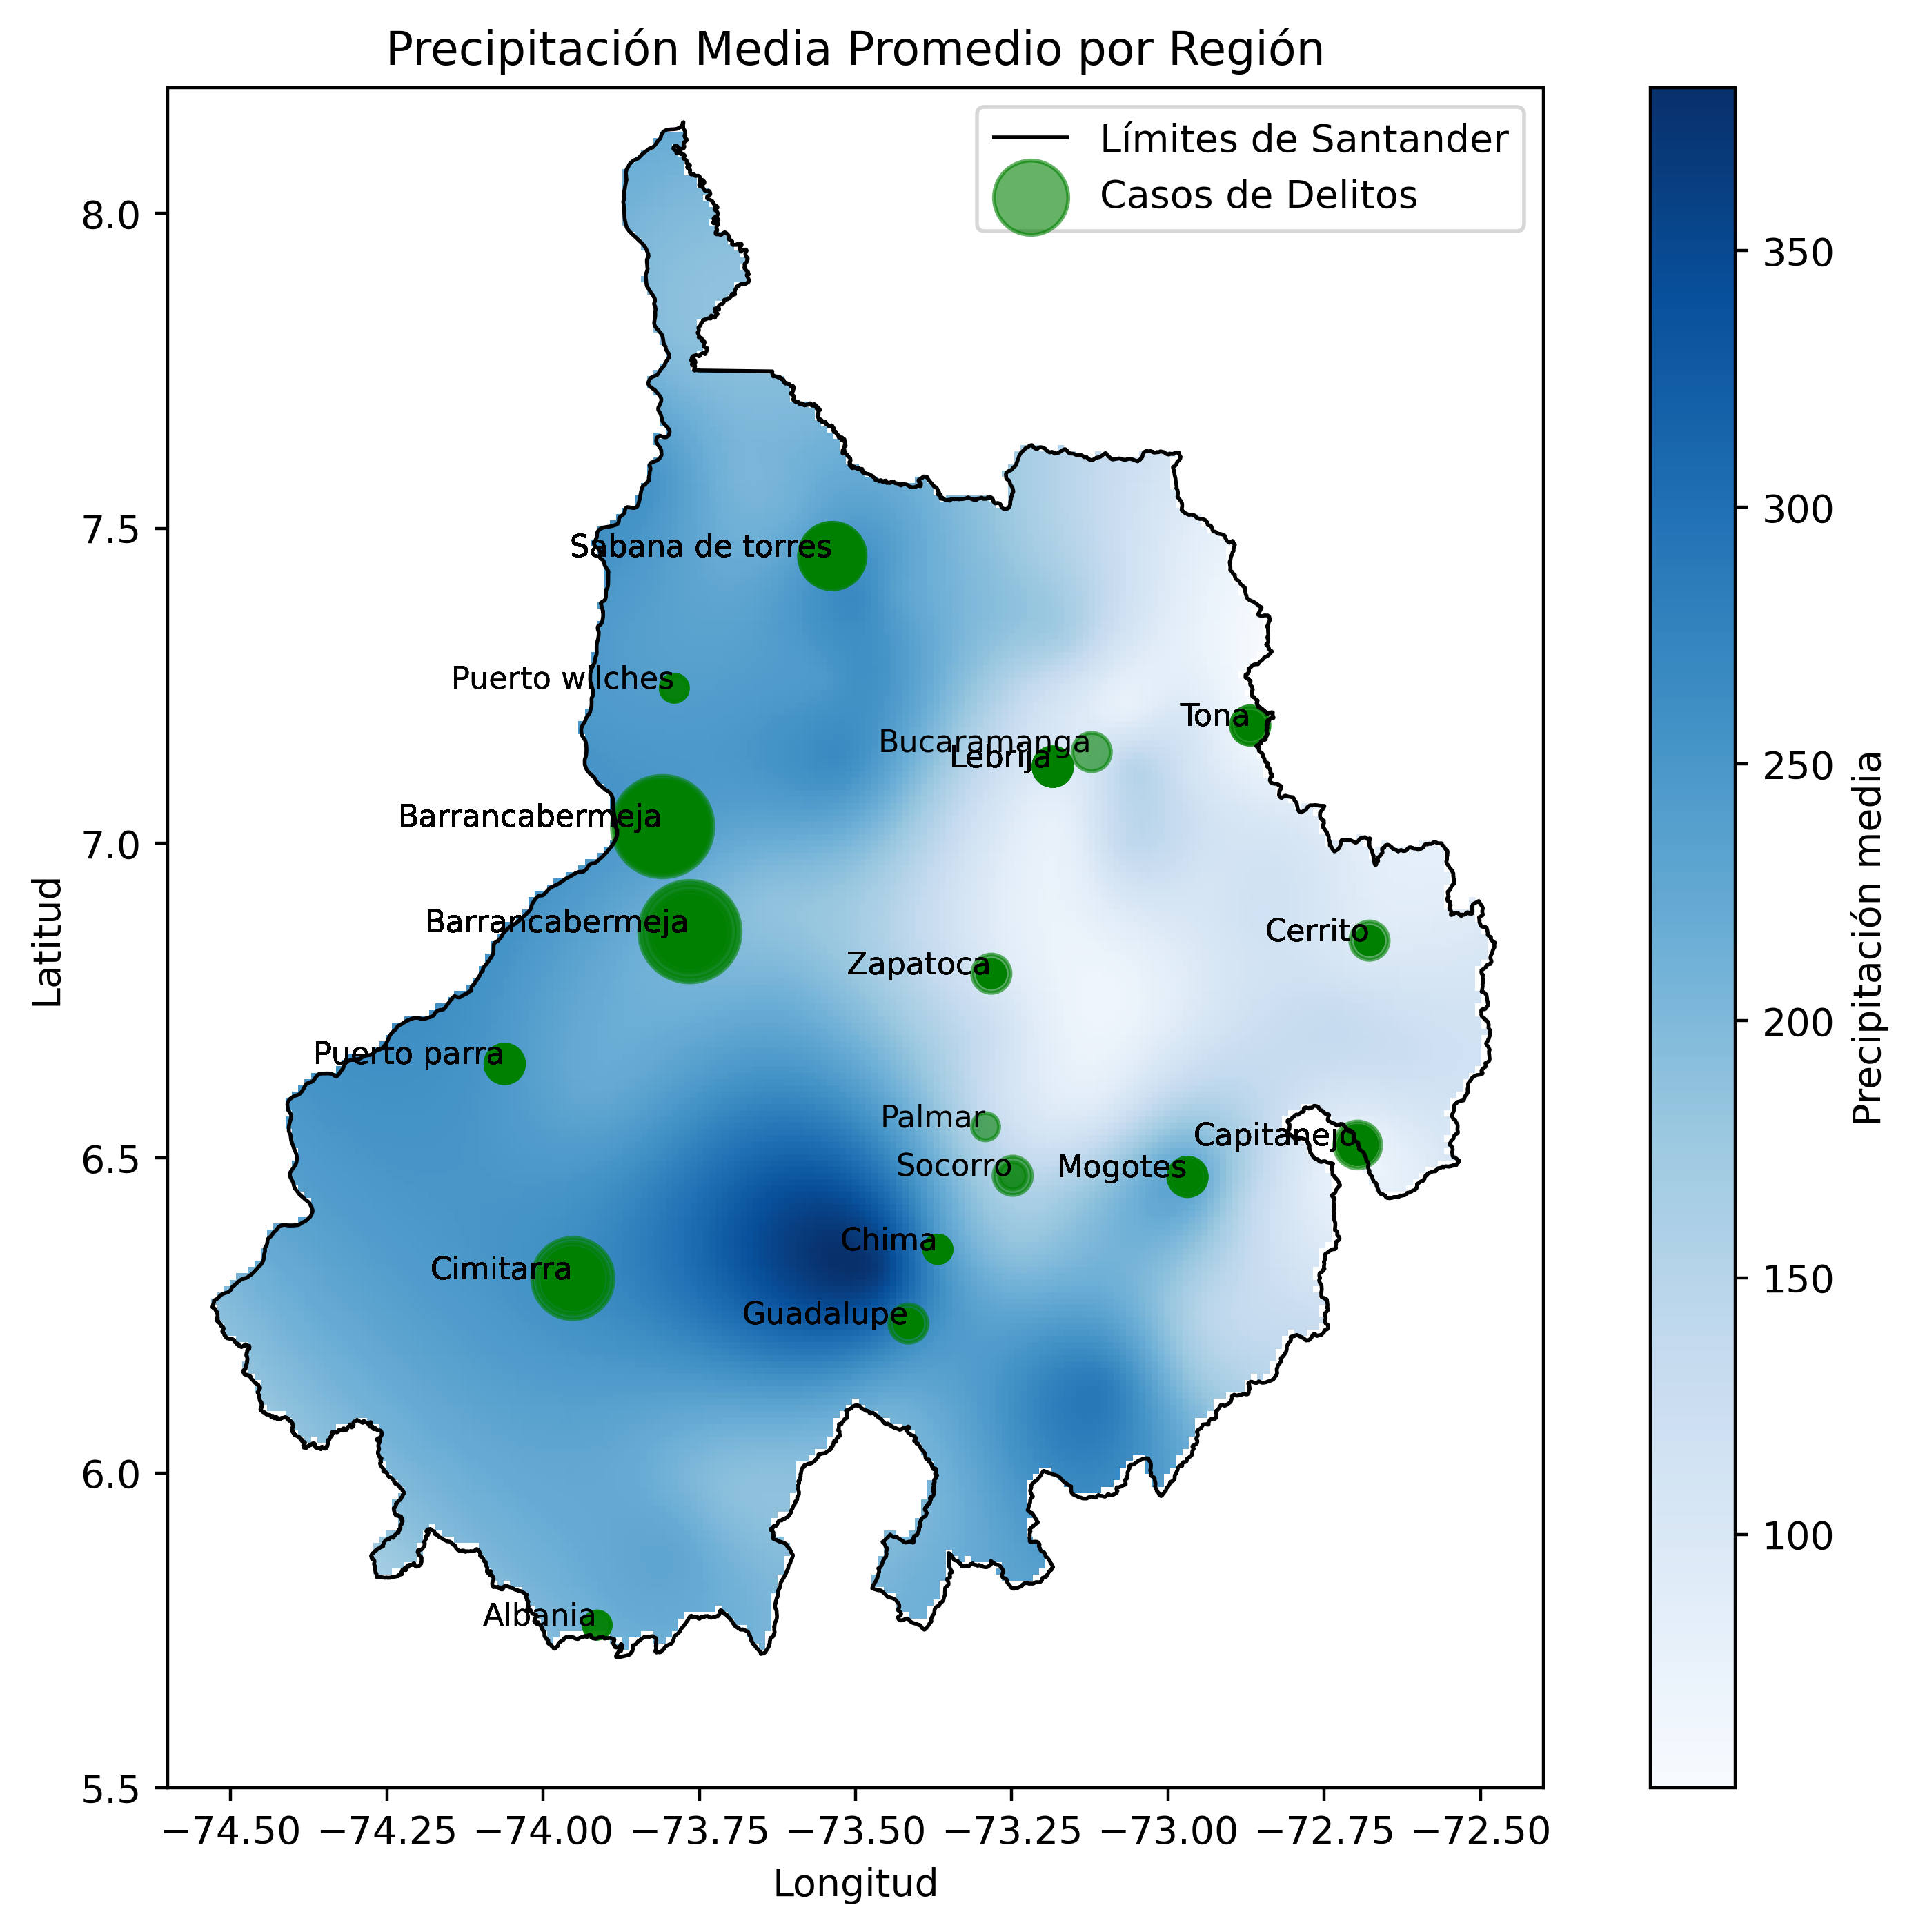 Precipitación Media Promedio por Región
Límites de Santander
Casos de Delitos
8.0
7.5
7.0
6.5
6.0
5.5
Latitud
Sabana de torres
Puerto wilches
Tona
Bucaramanga
Lebrija
Barrancabermeja
Barrancabermeja
Cerrito
Zapatoca
Puerto parra
Palmar
Capitanejo
Socorro
Mogotes
Chima
Cimitarra
Guadalupe
Albania
−74.50 −74.25 −74.00 −73.75 −73.50 −73.25 −73.00 −72.75 −72.50
Longitud
350
300
250
200
150
100
Precipitación media